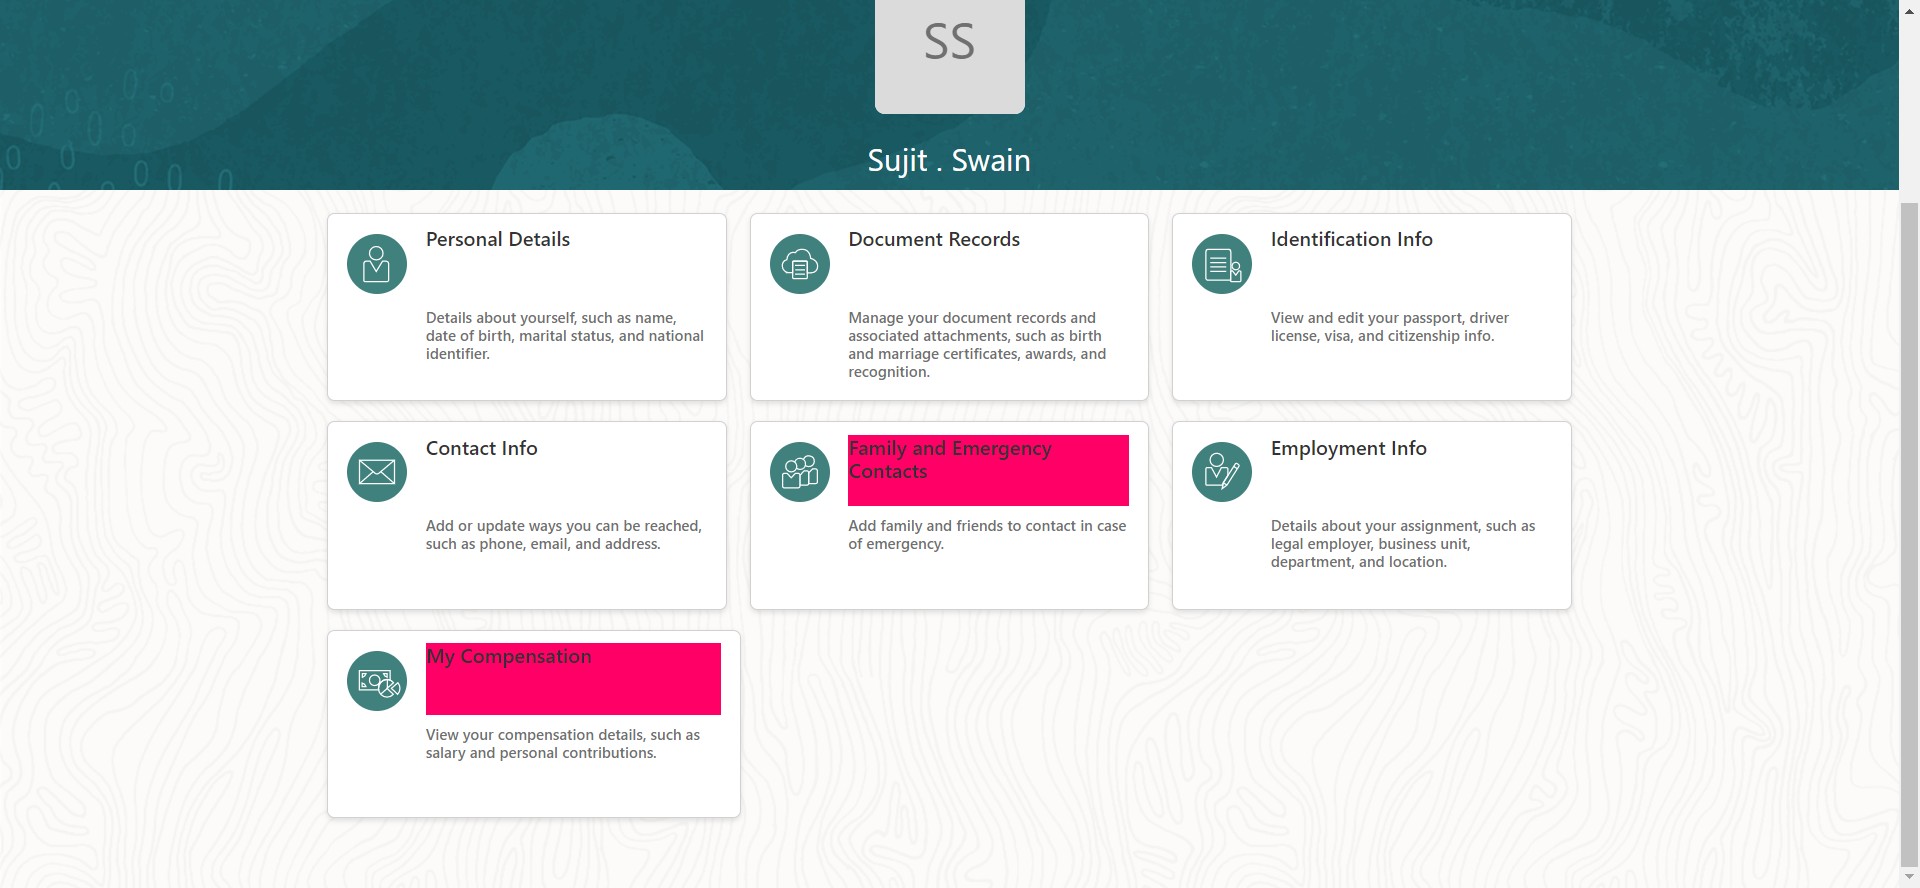 SS
Sujit . Swain
Personal Details
Details about yourself, such as name,
date of birth, marital status, and national
identifier.
Document Records
Manage your document records and
associated attachments, such as birth
and marriage certificates, awards, and
recognition.
Identification Info
View and edit your passport, driver
license, visa, and citizenship info.
Contact Info
Add or update ways you can be reached,
such as phone, email, and address.
Family and Emergency
Contacts
Add family and friends to contact in case
of emergency.
Employment Info
Details about your assignment, such as
legal employer, business unit,
department, and location.
My Compensation
View your compensation details, such as
salary and personal contributions.